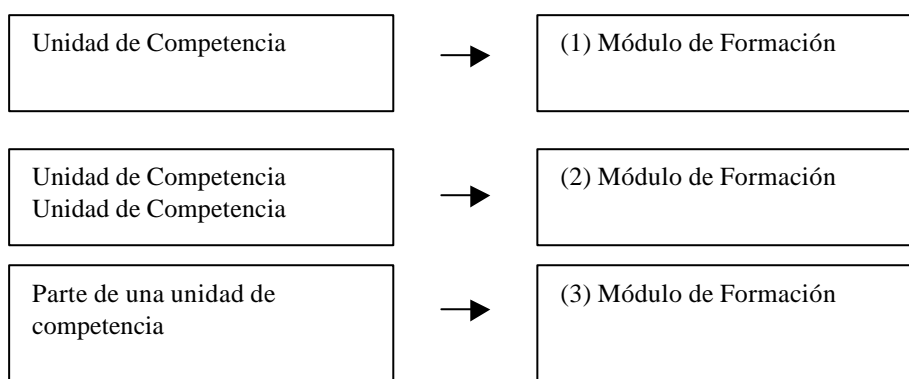 Unidad de Competencia
(1) Módulo de Formación
Unidad de Competencia
Unidad de Competencia
(2) Módulo de Formación
Parte de una unidad de
competencia
(3) Módulo de Formación